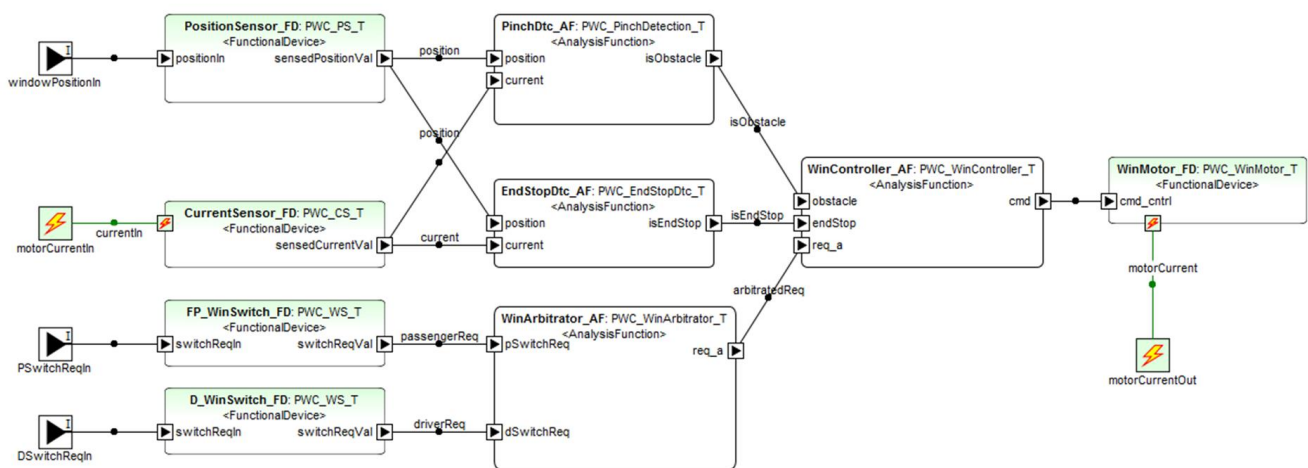 PositionSensor_FD: PWC_PS_T
<FunctionalDevice>
positionIn
sensedPositionVal
windowPositionIn
I
position
PinchDtc_AF: PWC_PinchDetection_T
<AnalysisFunction>
position
isObstacle
current
position
isObstacle
CurrentSensor_FD: PWC_CS_T
<FunctionalDevice>
sensedCurrentVal
motorCurrentIn
currentIn
current
EndStopDtc_AF: PWC_EndStopDtc_T
<AnalysisFunction>
position
isEndStop
current
isEndStop
WinController_AF: PWC_WinController_T
<AnalysisFunction>
obstacle
cmd
endStop
req_a
WinMotor_FD: PWC_WinMotor_T
<FunctionalDevice>
cmd_cntrl
motorCurrent
motorCurrentOut
FP_WinSwitch_FD: PWC_WS_T
<FunctionalDevice>
switchReqIn
switchReqVal
I
PSwitchReqIn
passengerReq
WinArbitrator_AF: PWC_WinArbitrator_T
<AnalysisFunction>
pSwitchReq
req_a
dSwitchReq
arbitratedReq
D_WinSwitch_FD: PWC_WS_T
<FunctionalDevice>
switchReqIn
switchReqVal
I
DSwitchReqIn
driverReq